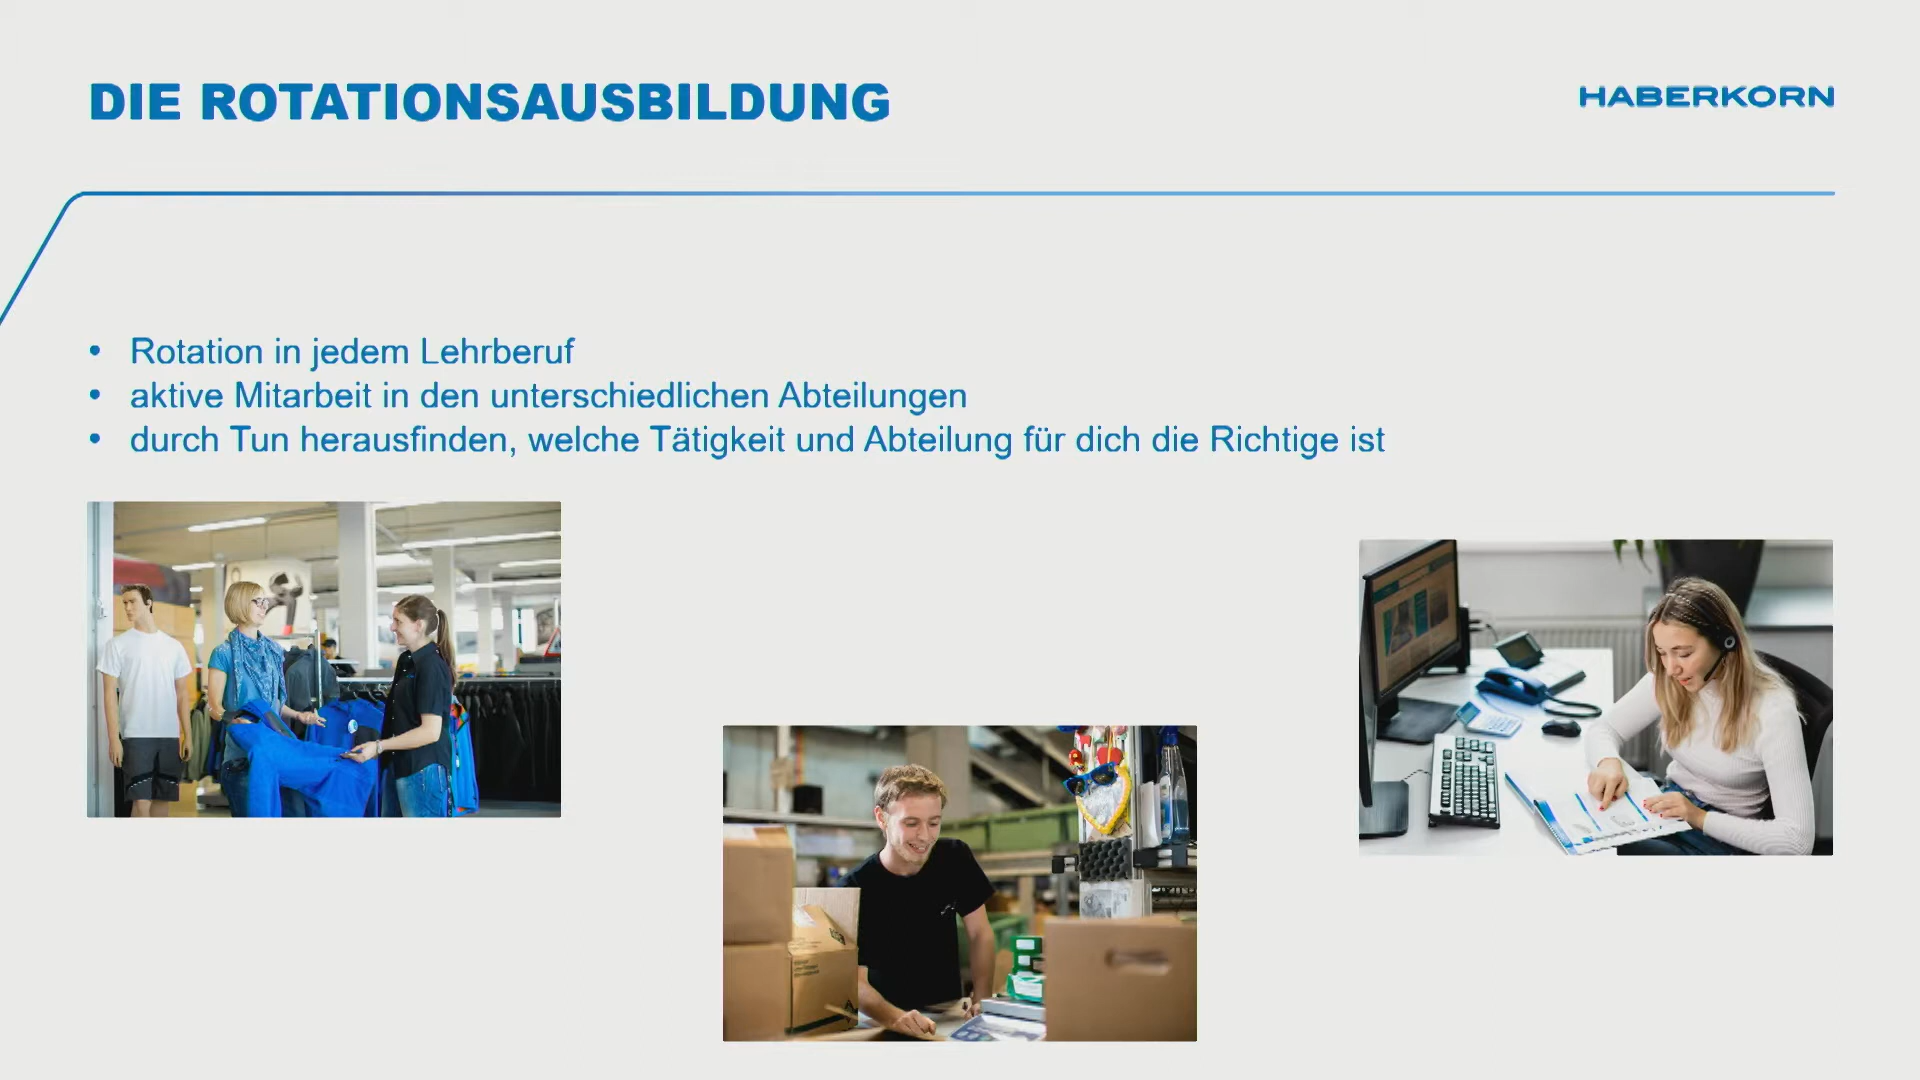 DIE ROTATIONSAUSBILDUNG
HABERKORN
• Rotation in jedem Lehrberuf
• aktive Mitarbeit in den unterschiedlichen Abteilungen
• durch Tun herausfinden, welche Tätigkeit und Abteilung für dich die Richtige ist